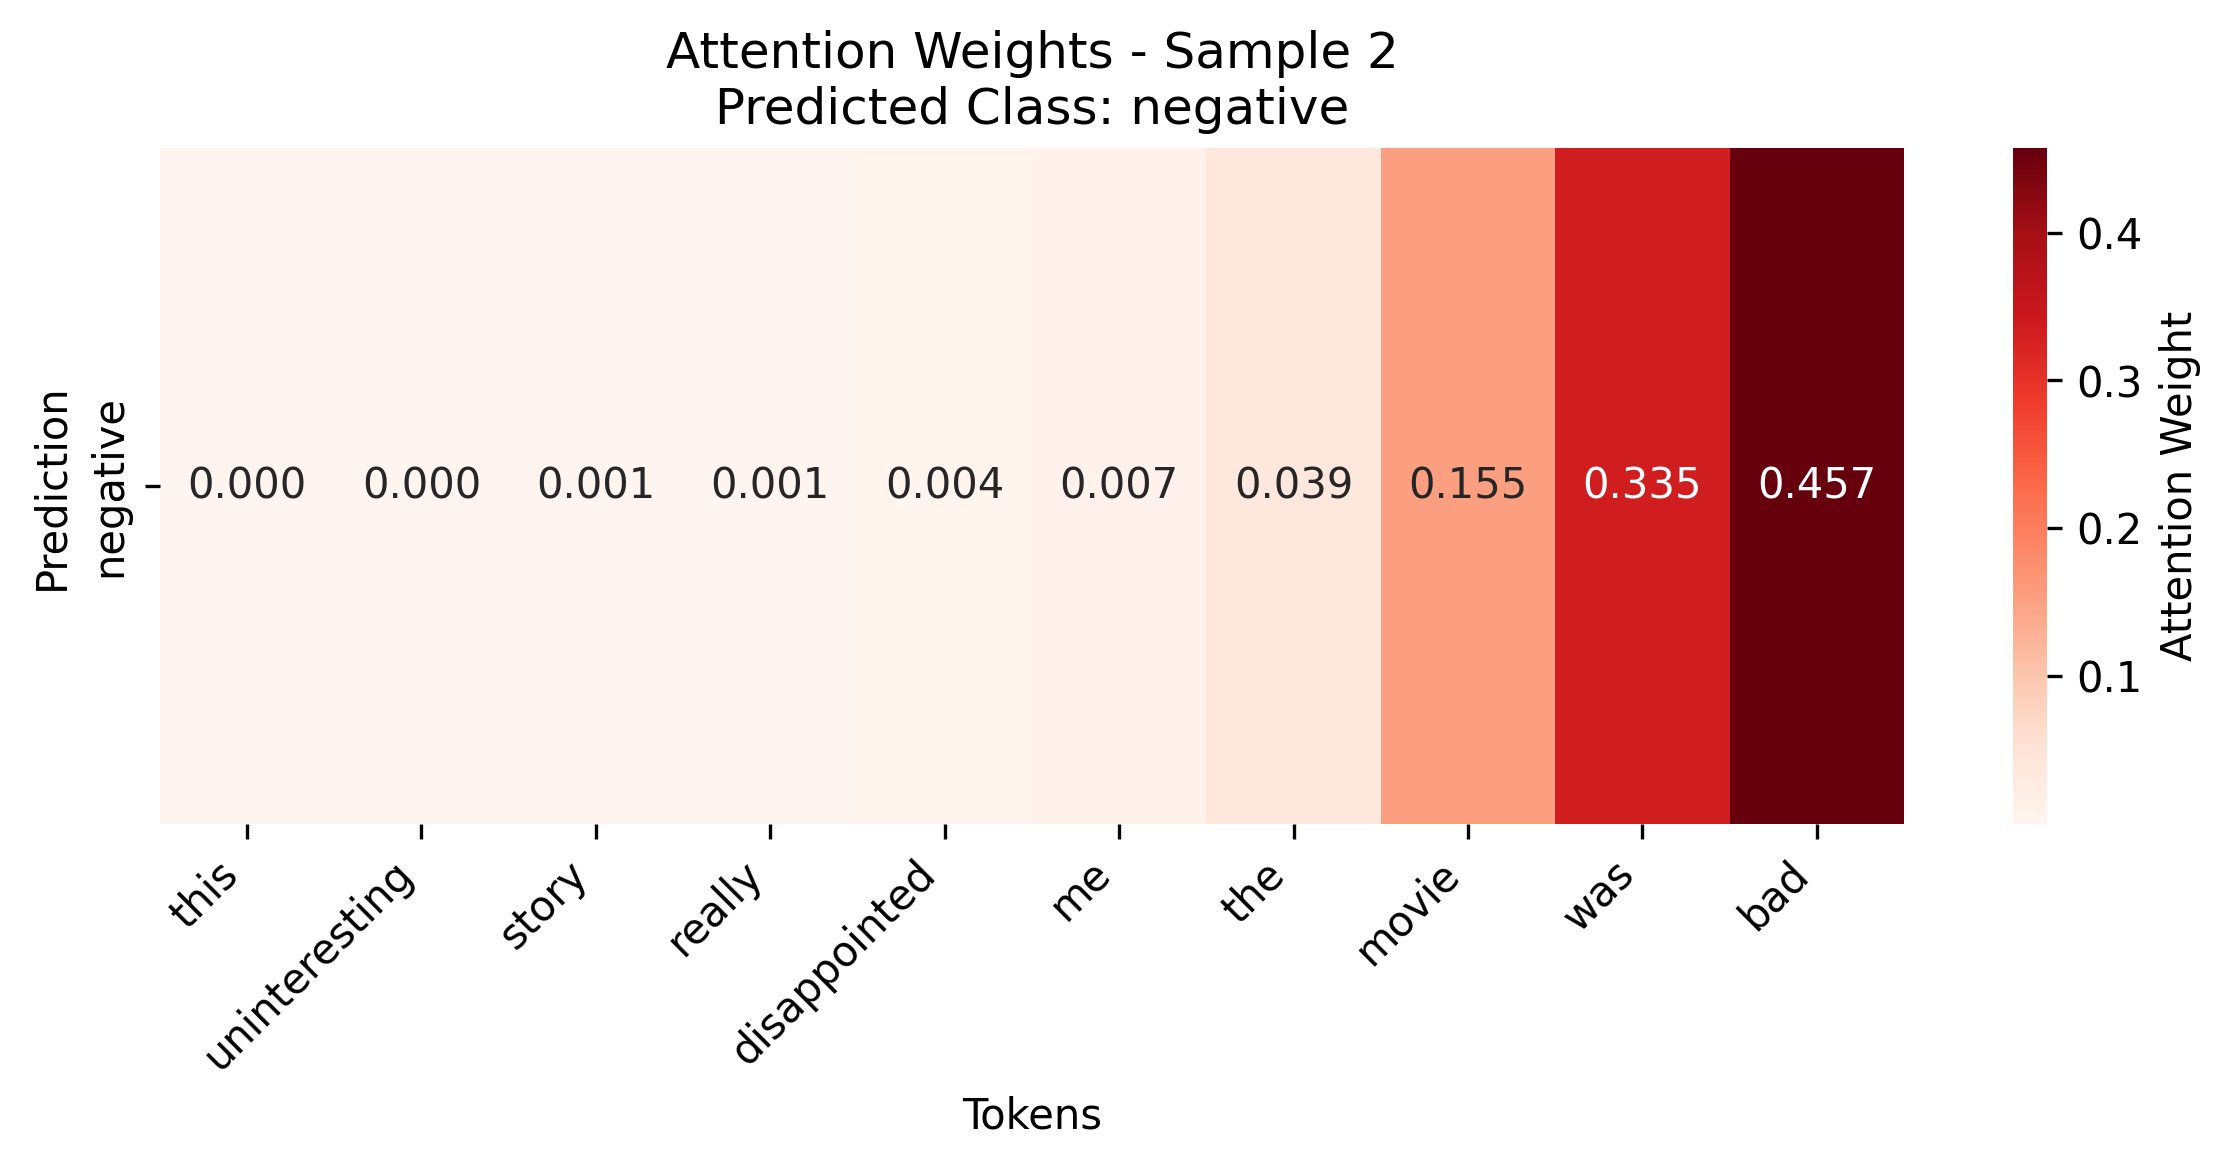 Attention Weights - Sample 2
Predicted Class: negative
Prediction
negative
0.000 0.000 0.001 0.001 0.004 0.007 0.039 0.155 0.335 0.457
this uninteresting story really disappointed me the movie was bad
Tokens
0.4
0.3
0.2
0.1
Attention Weight